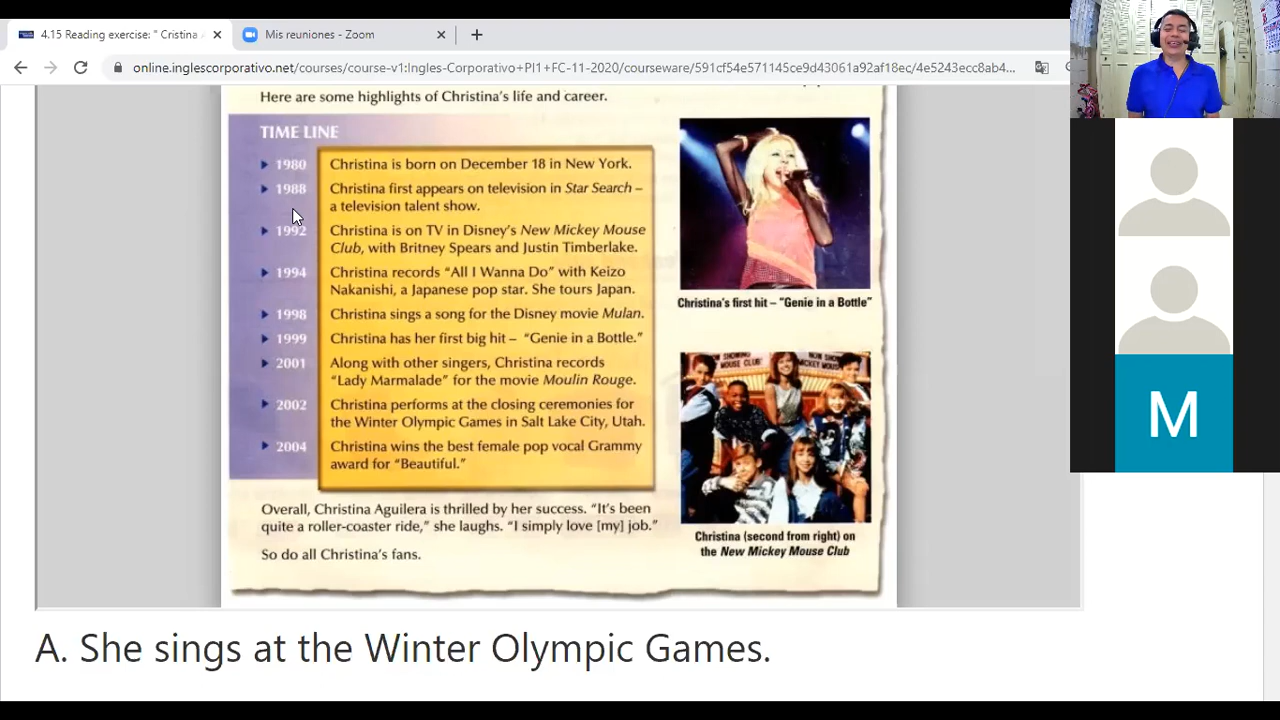 4.15 Reading exercise: " Cristina
Mis reuniones - Zoom
online.inglescorporativo.net/courses/course-v1:
Corporativo+PI1+FC-11-2020/courseware/591cf54e571145ce9d43061a92af18ec/4e5243ecc8ab4...
Here are some highlights of Christina's life and career.
TIME LINE
1980 Christina is born on December 18 in New York.
1988 Christina first appears on television in Star Search –
a television talent show.
1992 Christina is on TV in Disney's New Mickey Mouse
Club, with Britney Spears and Justin Timberlake.
1994 Christina records "All I Wanna Do" with Keizo
Nakanishi, a Japanese pop star. She tours Japan.
1998 Christina sings a song for the Disney movie Mulan.
1999 Christina has her first big hit – "Genie in a Bottle."
2001 Along with other singers, Christina records
"Lady Marmalade" for the movie Moulin Rouge.
2002 Christina performs at the closing ceremonies for
the Winter Olympic Games in Salt Lake City, Utah.
2004 Christina wins the best female pop vocal Grammy
award for "Beautiful."
Overall, Christina Aguilera is thrilled by her success. "It's been
quite a roller-coaster ride," she laughs. "I simply love [my] job."
So do all Christina's fans.
Christina's first hit – "Genie in a Bottle"
NOW SHOWING
MOUSE CLUB
Christina (second from right) on
the New Mickey Mouse Club
M
A. She sings at the Winter Olympic Games.